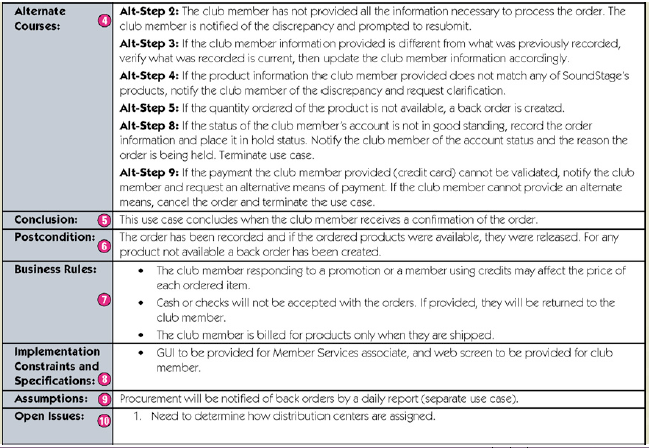 Alternate
Courses:
4
Alt-Step 2: The club member has not provided all the information necessary to process the order. The
club member is notified of the discrepancy and prompted to resubmit.
Alt-Step 3: If the club member information provided is different from what was previously recorded,
verify what was recorded is current, then update the club member information accordingly.
Alt-Step 4: If the product information the club member provided does not match any of SoundStage's
products, notify the club member of the discrepancy and request clarification.
Alt-Step 5: If the quantity ordered of the product is not available, a back order is created.
Alt-Step 8: If the status of the club member's account is not in good standing, record the order
information and place it in hold status. Notify the club member of the account status and the reason the
order is being held. Terminate use case.
Alt-Step 9: If the payment the club member provided (credit card) cannot be validated, notify the club
member and request an alternative means of payment. If the club member cannot provide an alternate
means, cancel the order and terminate the use case.
Conclusion: 5
This use case concludes when the club member receives a confirmation of the order.
Postcondition:
6
The order has been recorded and if the ordered products were available, they were released. For any
product not available a back order has been created.
Business Rules:
7
• The club member responding to a promotion or a member using credits may affect the price of
each ordered item.
• Cash or checks will not be accepted with the orders. If provided, they will be returned to the
club member.
• The club member is billed for products only when they are shipped.
Implementation
Constraints and
Specifications: 8
• GUI to be provided for Member Services associate, and web screen to be provided for club
member.
Assumptions: 9
Procurement will be notified of back orders by a daily report (separate use case).
Open Issues: 10
1. Need to determine how distribution centers are assigned.